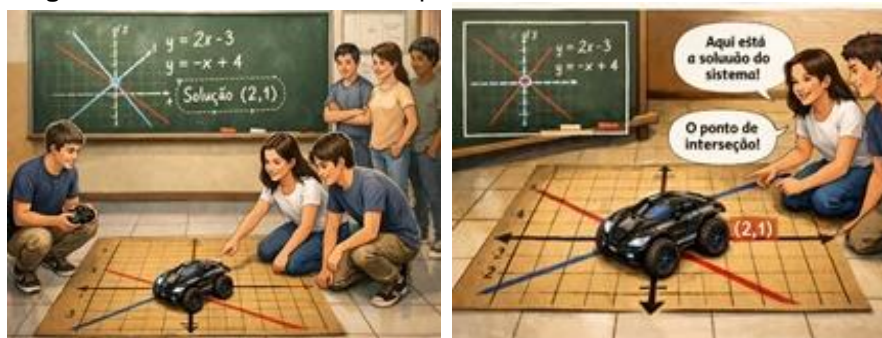 y = 2x - 3
y = -x + 4
Solução (2,1)
y = 2x - 3
y = -x + 4
Aqui está
a soluuão do
sistema!
O ponto de
interseção!
(2,1)